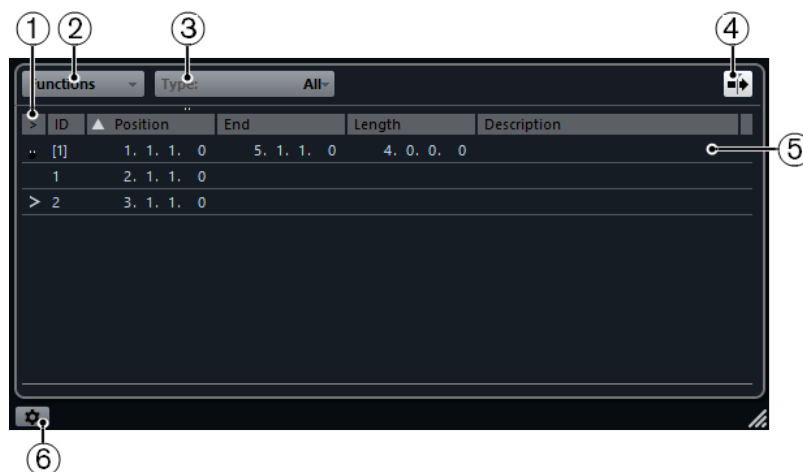 1 2 3 4
Functions Type: All
> ID Position End Length Description
[1] 1. 1. 1. 0 5. 1. 1. 0 4. 0. 0. 0
5
1 2. 1. 1. 0
> 2 3. 1. 1. 0
6